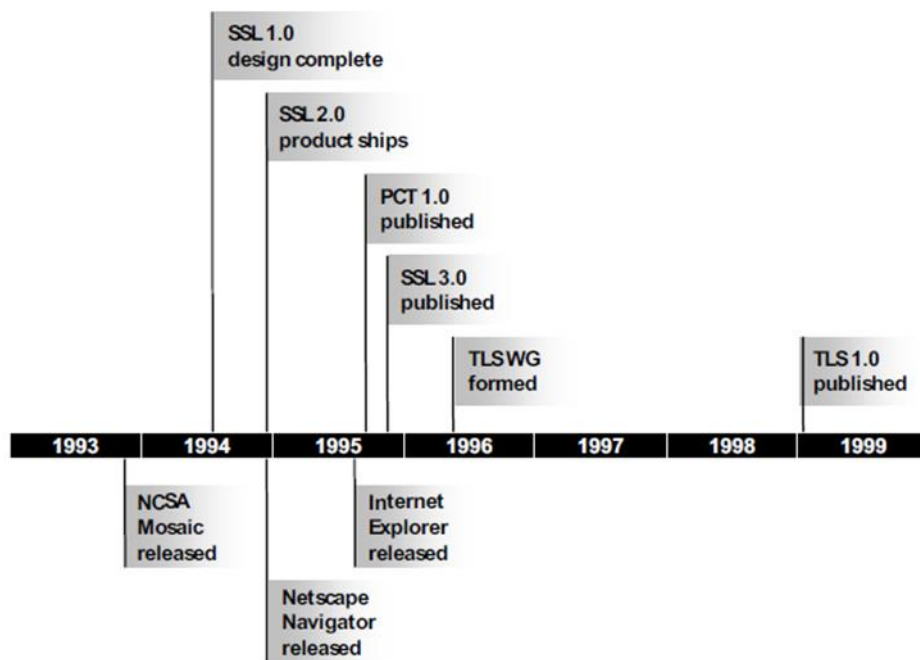 SSL 1.0
design complete
SSL 2.0
product ships
PCT 1.0
published
SSL 3.0
published
TLS WG
formed
TLS 1.0
published
1993 1994 1995 1996 1997 1998 1999
NCSA
Mosaic
released
Internet
Explorer
released
Netscape
Navigator
released